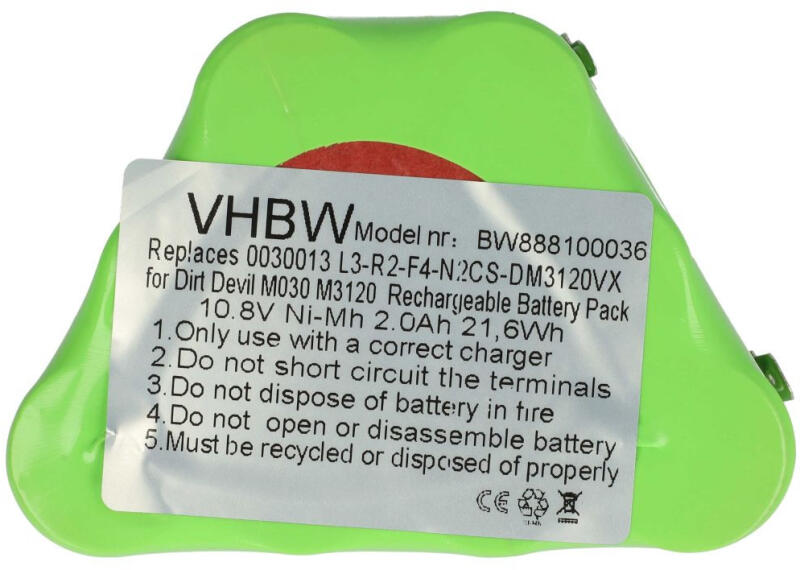 VHBW Model nr: BW888100036
Replaces 0030013 L3-R2-F4-N2CS-DM3120VX
for Dirt Devil M030 M3120 Rechargeable Battery Pack
10.8V Ni-Mh 2.0Ah 21,6Wh
1.Only use with a correct charger
2.Do not short circuit the terminals
3.Do not dispose of battery in fire
4.Do not open or disassemble battery
5.Must be recycled or disposed of properly
CE